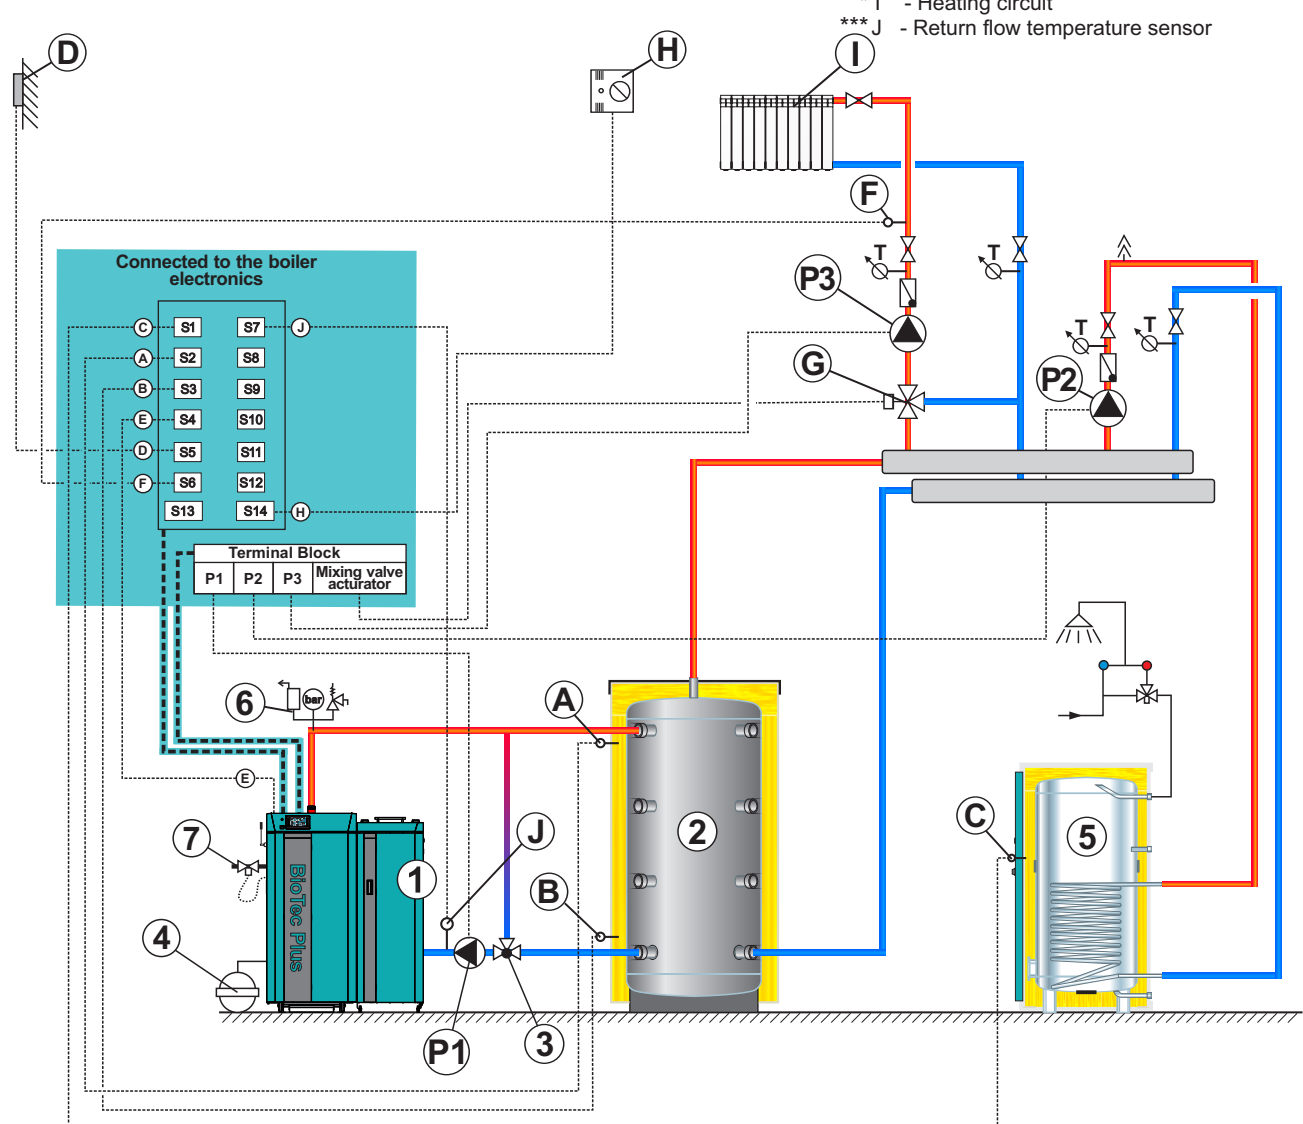 * T - Heating circuit
*** J - Return flow temperature sensor
D
H
I
F
Connected to the boiler
electronics
C S1 S7 J
A S2 S8
B S3 S9
E S4 S10
D S5 S11
F S6 S12
S13 S14 H
Terminal Block
P1 P2 P3 Mixing valve
acturator
T
T
P3
G
T
T
P2
6
bar
A
E
7
1
BioTec Plus
J
2
B
C
5
4
P1
3